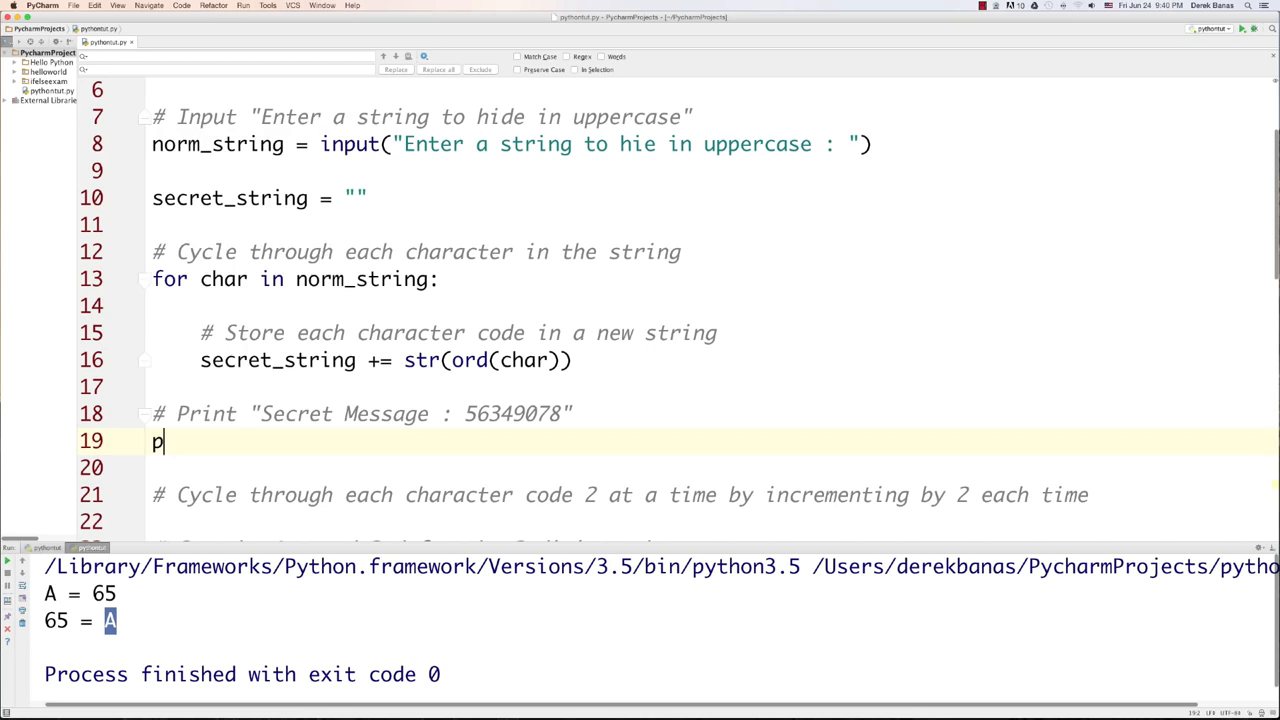 PyCharm File Edit View Navigate Code Refactor Run Tools VCS Window Help Fri Jun 24 9:40 PM Derek Banas
pythontut.py - PycharmProjects - [~/PycharmProjects]
PycharmProjects pythontut.py pythontut
pythontut.py
PycharmProject
Hello Python
helloworld
ifelseexam
pythontut.py
External Librarie
Match Case Regex Words
Replace Replace all Exclude Preserve Case In Selection
6
7 # Input "Enter a string to hide in uppercase"
8 norm_string = input("Enter a string to hie in uppercase : ")
9
10 secret_string = ""
11
12 # Cycle through each character in the string
13 for char in norm_string:
14
15 # Store each character code in a new string
16 secret_string += str(ord(char))
17
18 # Print "Secret Message : 56349078"
19 p
20
21 # Cycle through each character code 2 at a time by incrementing by 2 each time
22
Run: pythontut pythontut
/Library/Frameworks/Python.framework/Versions/3.5/bin/python3.5 /Users/derekbanas/PycharmProjects/pytho
A = 65
65 = A
Process finished with exit code 0
19:2 LF UTF-8